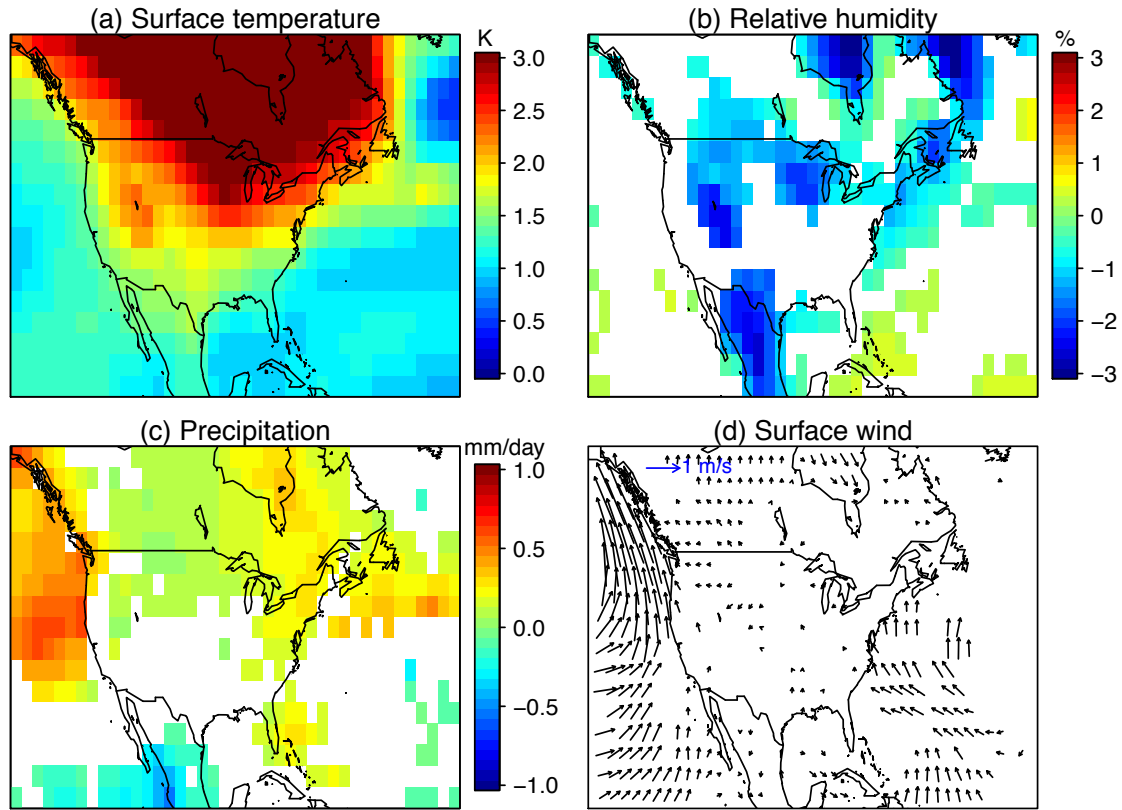 (a) Surface temperature
K
3.0
2.5
2.0
1.5
1.0
0.5
0.0
(b) Relative humidity
%
3
2
1
0
−1
−2
−3
(c) Precipitation
mm/day
1.0
0.5
0.0
−0.5
−1.0
(d) Surface wind
1 m/s